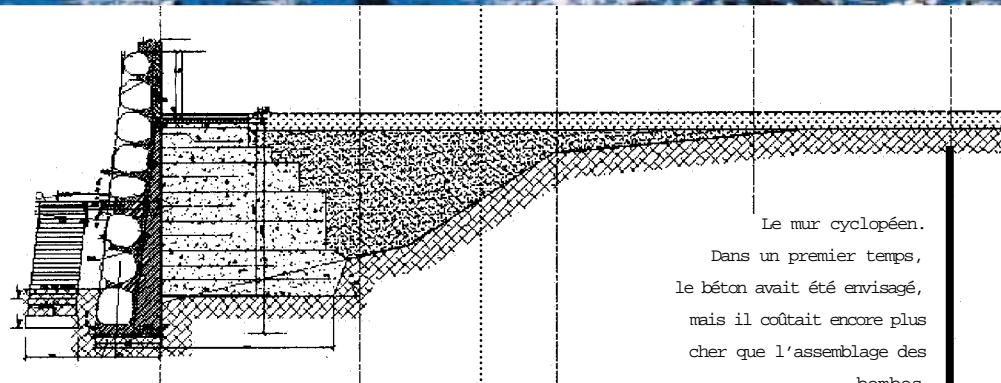 Le mur cyclopéen.
Dans un premier temps,
le béton avait été envisagé,
mais il coûtait encore plus
cher que l'assemblage des